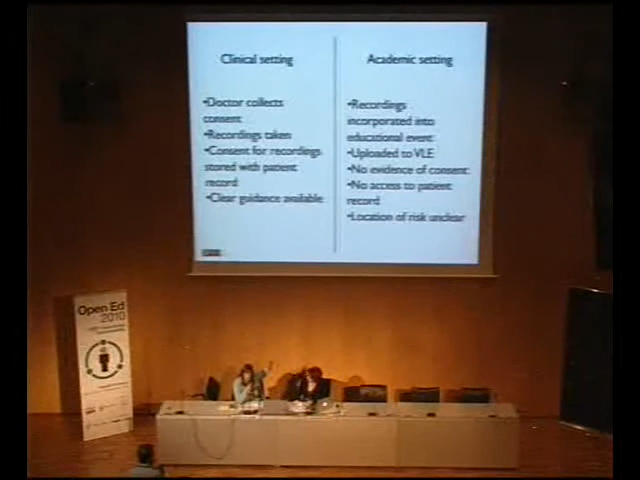 Clinical setting
•Doctor collects
consent
•Recordings taken
•Consent for recordings
stored with patient
record
•Clear guidance available
Academic setting
•Recordings
incorporated into
educational event
•Uploaded to VLE
•No evidence of consent
•No access to patient
record
•Location of risk unclear
Open Ed
2010